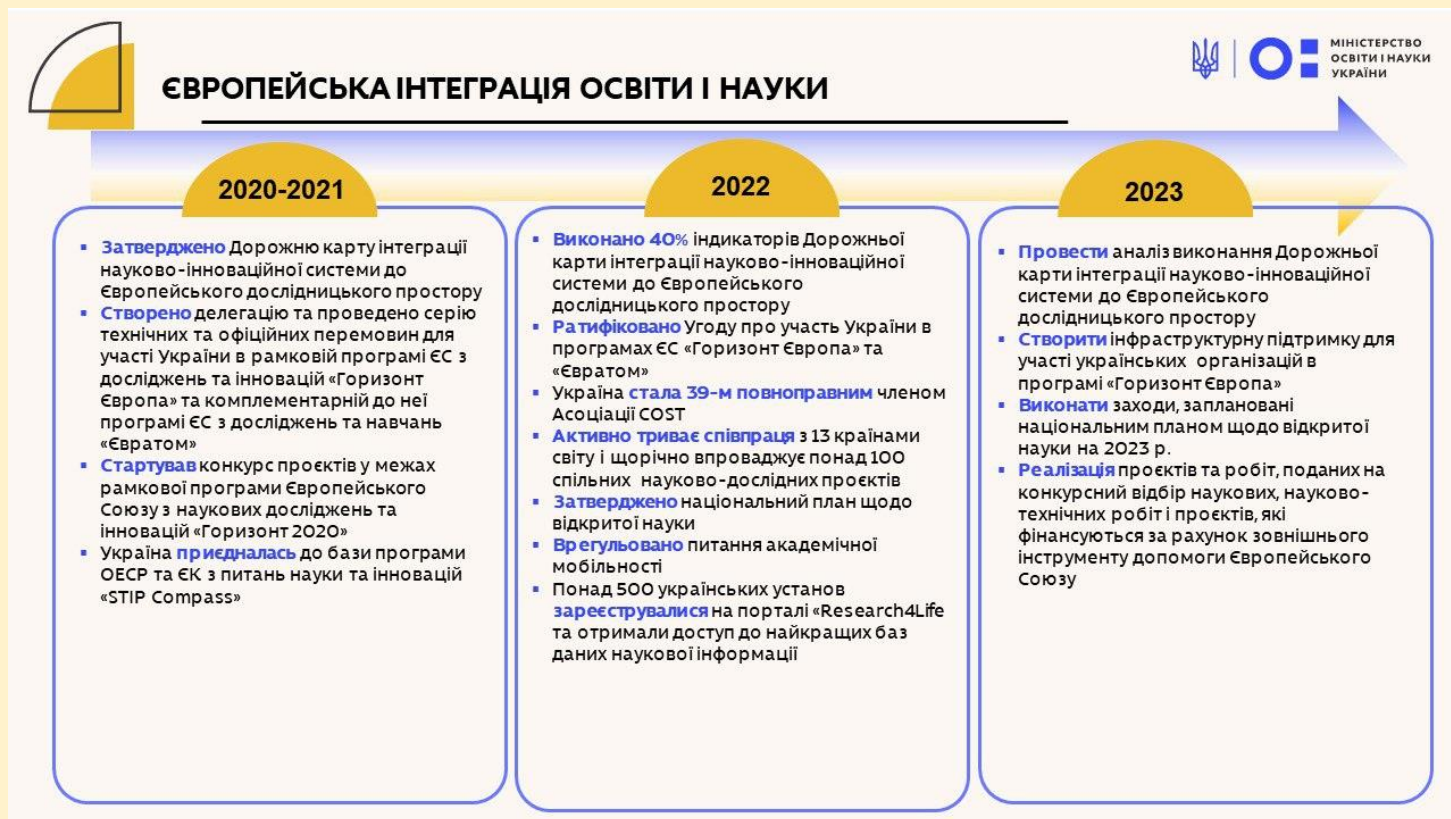 МІНІСТЕРСТВО
ОСВІТИ І НАУКИ
УКРАЇНИ
ЄВРОПЕЙСЬКА ІНТЕГРАЦІЯ ОСВІТИ І НАУКИ
2020-2021
▪ Затверджено Дорожню карту інтеграції
науково-інноваційної системи до
Європейського дослідницького простору
▪ Створено делегацію та проведено серію
технічних та офіційних перемовин для
участі України в рамковій програмі ЄС з
досліджень та інновацій «Горизонт
Європа» та комплементарній до неї
програмі ЄС з досліджень та навчань
«Євратом»
▪ Стартував конкурс проєктів у межах
рамкової програми Європейського
Союзу з наукових досліджень та
інновацій «Горизонт 2020»
▪ Україна приєдналась до бази програми
ОЕСР та ЄК з питань науки та інновацій
«STIP Compass»
2022
▪ Виконано 40% індикаторів Дорожньої
карти інтеграції науково-інноваційної
системи до Європейського
дослідницького простору
▪ Ратифіковано Угоду про участь України в
програмах ЄС «Горизонт Європа» та
«Євратом»
▪ Україна стала 39-м повноправним членом
Асоціації COST
▪ Активно триває співпраця з 13 країнами
світу і щорічно впроваджує понад 100
спільних науково-дослідних проєктів
▪ Затверджено національний план щодо
відкритої науки
▪ Врегульовано питання академічної
мобільності
▪ Понад 500 українських установ
зареєструвалися на порталі «Research4Life
та отримали доступ до найкращих баз
даних наукової інформації
2023
▪ Провести аналіз виконання Дорожньої
карти інтеграції науково-інноваційної
системи до Європейського
дослідницького простору
▪ Створити інфраструктурну підтримку для
участі українських організацій в
програмі «Горизонт Європа»
▪ Виконати заходи, заплановані
національним планом щодо відкритої
науки на 2023 р.
▪ Реалізація проєктів та робіт, поданих на
конкурсний відбір наукових, науково-
технічних робіт і проєктів, які
фінансуються за рахунок зовнішнього
інструменту допомоги Європейського
Союзу